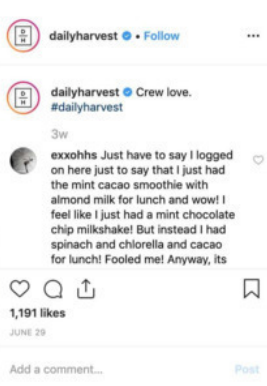 D
H
dailyharvest • Follow
D
H
dailyharvest Crew love.
#dailyharvest
3w
exxohhs Just have to say I logged
on here just to say that I just had
the mint cacao smoothie with
almond milk for lunch and wow! I
feel like I just had a mint chocolate
chip milkshake! But instead I had
spinach and chlorella and cacao
for lunch! Fooled me! Anyway, its
1,191 likes
JUNE 29
Add a comment...
Post